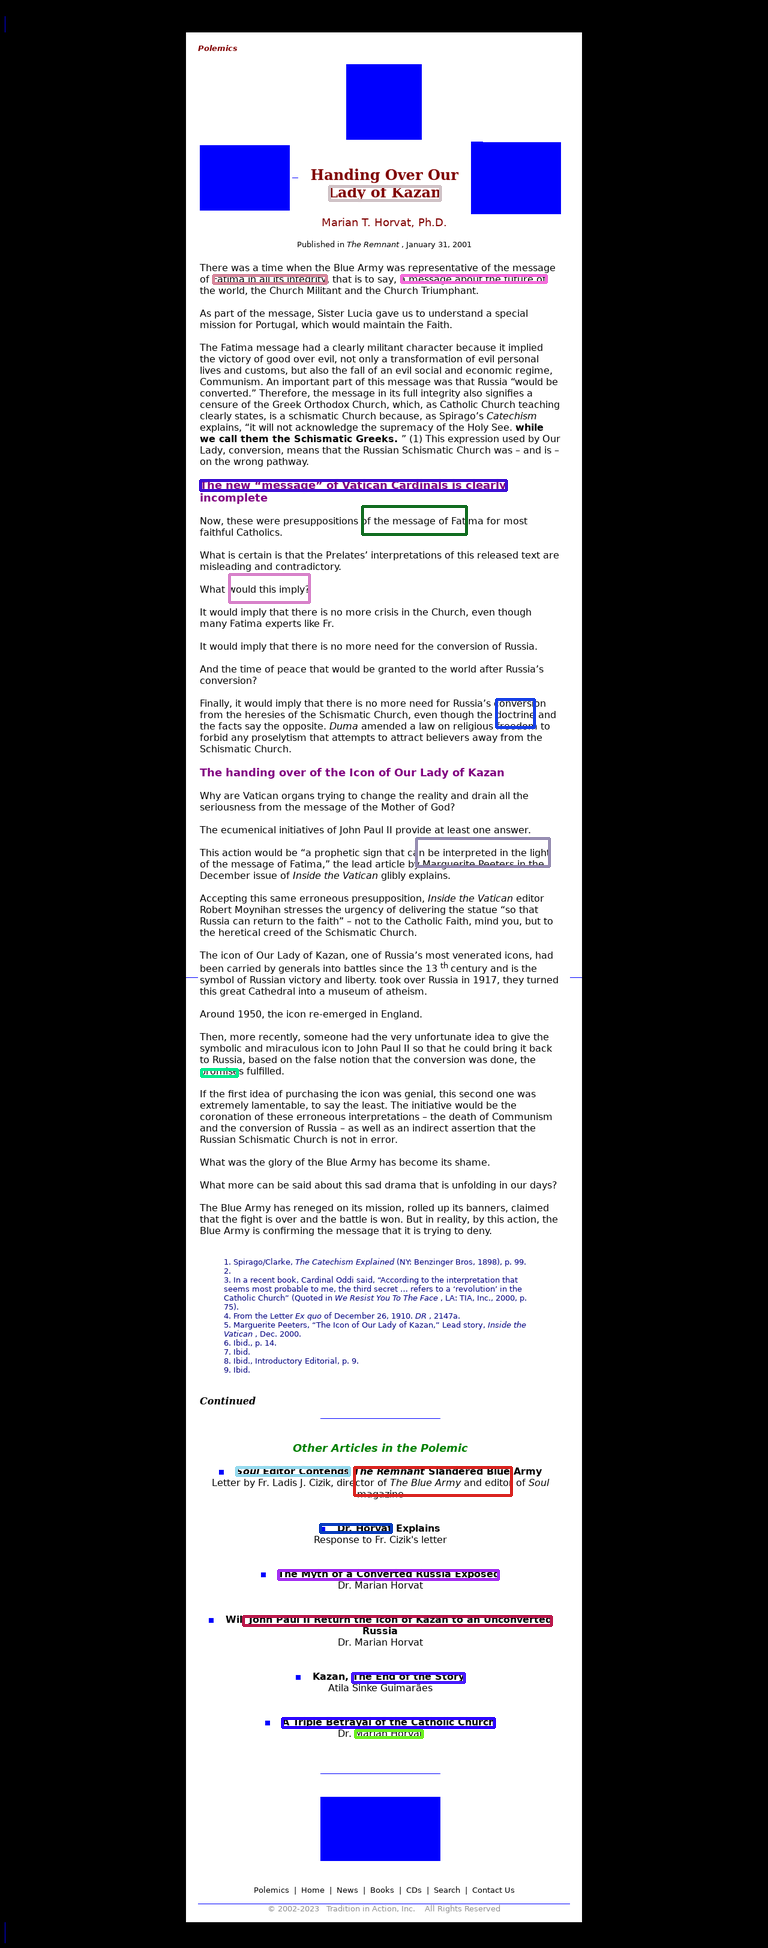 Polemics
Handing Over Our
Lady of Kazan
Marian T. Horvat, Ph.D.
Published in The Remnant , January 31, 2001
There was a time when the Blue Army was representative of the message
of Fatima in all its integrity, that is to say, a message about the future of
the world, the Church Militant and the Church Triumphant.
As part of the message, Sister Lucia gave us to understand a special
mission for Portugal, which would maintain the Faith.
The Fatima message had a clearly militant character because it implied
the victory of good over evil, not only a transformation of evil personal
lives and customs, but also the fall of an evil social and economic regime,
Communism. An important part of this message was that Russia “would be
converted.” Therefore, the message in its full integrity also signifies a
censure of the Greek Orthodox Church, which, as Catholic Church teaching
clearly states, is a schismatic Church because, as Spirago’s Catechism
explains, “it will not acknowledge the supremacy of the Holy See. while
we call them the Schismatic Greeks. ” (1) This expression used by Our
Lady, conversion, means that the Russian Schismatic Church was – and is –
on the wrong pathway.
The new “message” of Vatican Cardinals is clearly
incomplete
Now, these were presuppositions of the message of Fatima for most
faithful Catholics.
What is certain is that the Prelates’ interpretations of this released text are
misleading and contradictory.
What would this imply?
It would imply that there is no more crisis in the Church, even though
many Fatima experts like Fr.
It would imply that there is no more need for the conversion of Russia.
And the time of peace that would be granted to the world after Russia’s
conversion?
Finally, it would imply that there is no more need for Russia’s conversion
from the heresies of the Schismatic Church, even though the doctrine and
the facts say the opposite. Duma amended a law on religious freedom to
forbid any proselytism that attempts to attract believers away from the
Schismatic Church.
The handing over of the Icon of Our Lady of Kazan
Why are Vatican organs trying to change the reality and drain all the
seriousness from the message of the Mother of God?
The ecumenical initiatives of John Paul II provide at least one answer.
This action would be “a prophetic sign that can be interpreted in the light
of the message of Fatima,” the lead article by Marguerite Peeters in the
December issue of Inside the Vatican glibly explains.
Accepting this same erroneous presupposition, Inside the Vatican editor
Robert Moynihan stresses the urgency of delivering the statue “so that
Russia can return to the faith” – not to the Catholic Faith, mind you, but to
the heretical creed of the Schismatic Church.
The icon of Our Lady of Kazan, one of Russia’s most venerated icons, had
been carried by generals into battles since the 13 th century and is the
symbol of Russian victory and liberty. took over Russia in 1917, they turned
this great Cathedral into a museum of atheism.
Around 1950, the icon re-emerged in England.
Then, more recently, someone had the very unfortunate idea to give the
symbolic and miraculous icon to John Paul II so that he could bring it back
to Russia, based on the false notion that the conversion was done, the
promises fulfilled.
If the first idea of purchasing the icon was genial, this second one was
extremely lamentable, to say the least. The initiative would be the
coronation of these erroneous interpretations – the death of Communism
and the conversion of Russia – as well as an indirect assertion that the
Russian Schismatic Church is not in error.
What was the glory of the Blue Army has become its shame.
What more can be said about this sad drama that is unfolding in our days?
The Blue Army has reneged on its mission, rolled up its banners, claimed
that the fight is over and the battle is won. But in reality, by this action, the
Blue Army is confirming the message that it is trying to deny.
1. Spirago/Clarke, The Catechism Explained (NY: Benzinger Bros, 1898), p. 99.
2.
3. In a recent book, Cardinal Oddi said, “According to the interpretation that
seems most probable to me, the third secret ... refers to a ‘revolution’ in the
Catholic Church” (Quoted in We Resist You To The Face , LA: TIA, Inc., 2000, p.
75).
4. From the Letter Ex quo of December 26, 1910. DR , 2147a.
5. Marguerite Peeters, “The Icon of Our Lady of Kazan,” Lead story, Inside the
Vatican , Dec. 2000.
6. Ibid., p. 14.
7. Ibid.
8. Ibid., Introductory Editorial, p. 9.
9. Ibid.
Continued
Other Articles in the Polemic
Soul Editor Contends The Remnant Slandered Blue Army
Letter by Fr. Ladis J. Cizik, director of The Blue Army and editor of Soul
magazine
Dr. Horvat Explains
Response to Fr. Cizik's letter
The Myth of a Converted Russia Exposed
Dr. Marian Horvat
Will John Paul II Return the Icon of Kazan to an Unconverted
Russia
Dr. Marian Horvat
Kazan, The End of the Story
Atila Sinke Guimarães
A Triple Betrayal of the Catholic Church
Dr. Marian Horvat
Polemics | Home | News | Books | CDs | Search | Contact Us
© 2002-2023 Tradition in Action, Inc. All Rights Reserved